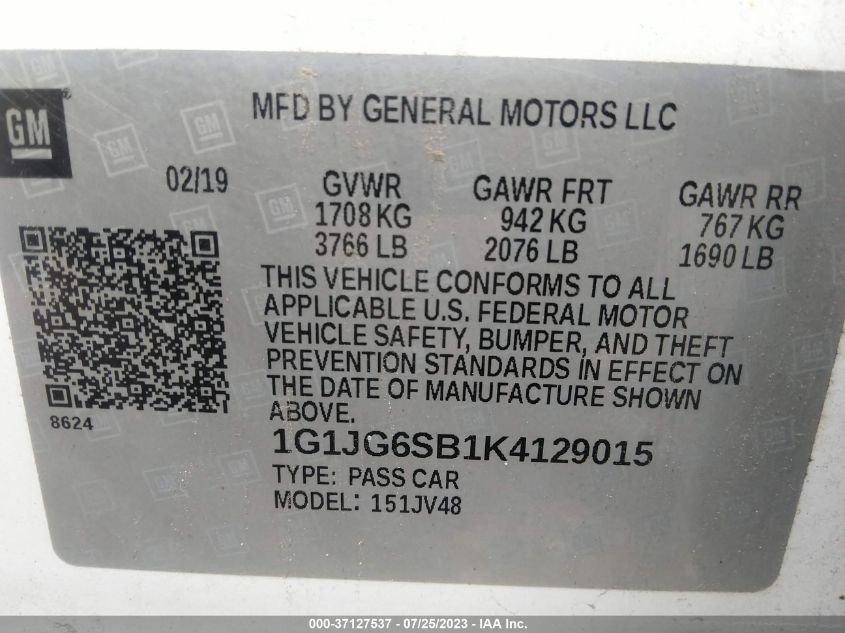 GM
MFD BY GENERAL MOTORS LLC
02/19 GVWR GAWR FRT GAWR RR
1708 KG 942 KG 767 KG
3766 LB 2076 LB 1690 LB
THIS VEHICLE CONFORMS TO ALL
APPLICABLE U.S. FEDERAL MOTOR
VEHICLE SAFETY, BUMPER, AND THEFT
PREVENTION STANDARDS IN EFFECT ON
THE DATE OF MANUFACTURE SHOWN
ABOVE.
8624
1G1JG6SB1K4129015
TYPE: PASS CAR
MODEL: 151JV48
000-37127537 - 07/25/2023 - IAA Inc.